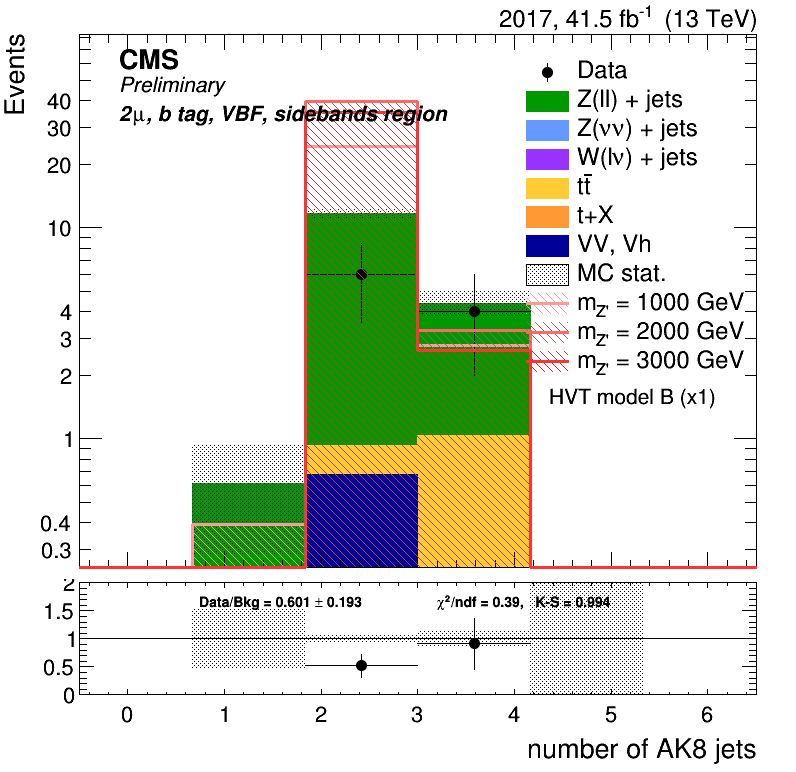 2017, 41.5 fb⁻¹ (13 TeV)
Events
CMS
Preliminary
2μ, b tag, VBF, sidebands region
Data
Z(ll) + jets
Z(νν) + jets
W(lν) + jets
tt̄
t+X
VV, Vh
MC stat.
m_Z' = 1000 GeV
m_Z' = 2000 GeV
m_Z' = 3000 GeV
HVT model B (x1)
40
30
20
10
4
3
2
1
0.4
0.3
Data/Bkg = 0.601 ± 0.193
χ²/ndf = 0.39, K-S = 0.994
2
1.5
1
0.5
0
0 1 2 3 4 5 6
number of AK8 jets